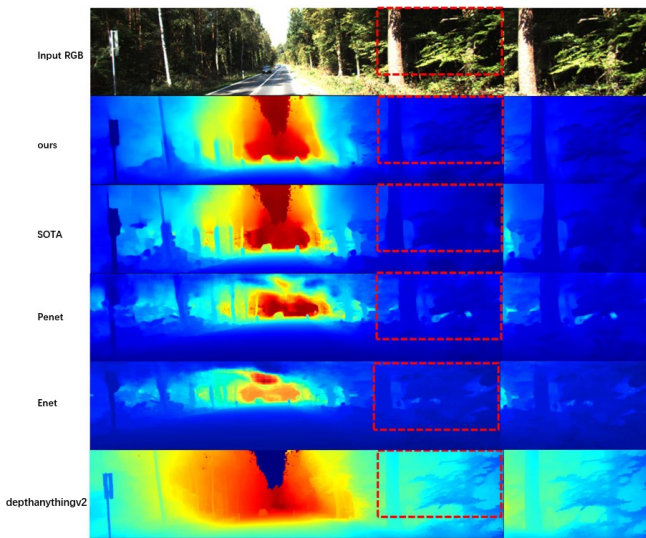 Input RGB
ours
SOTA
Penet
Enet
depthanythingv2